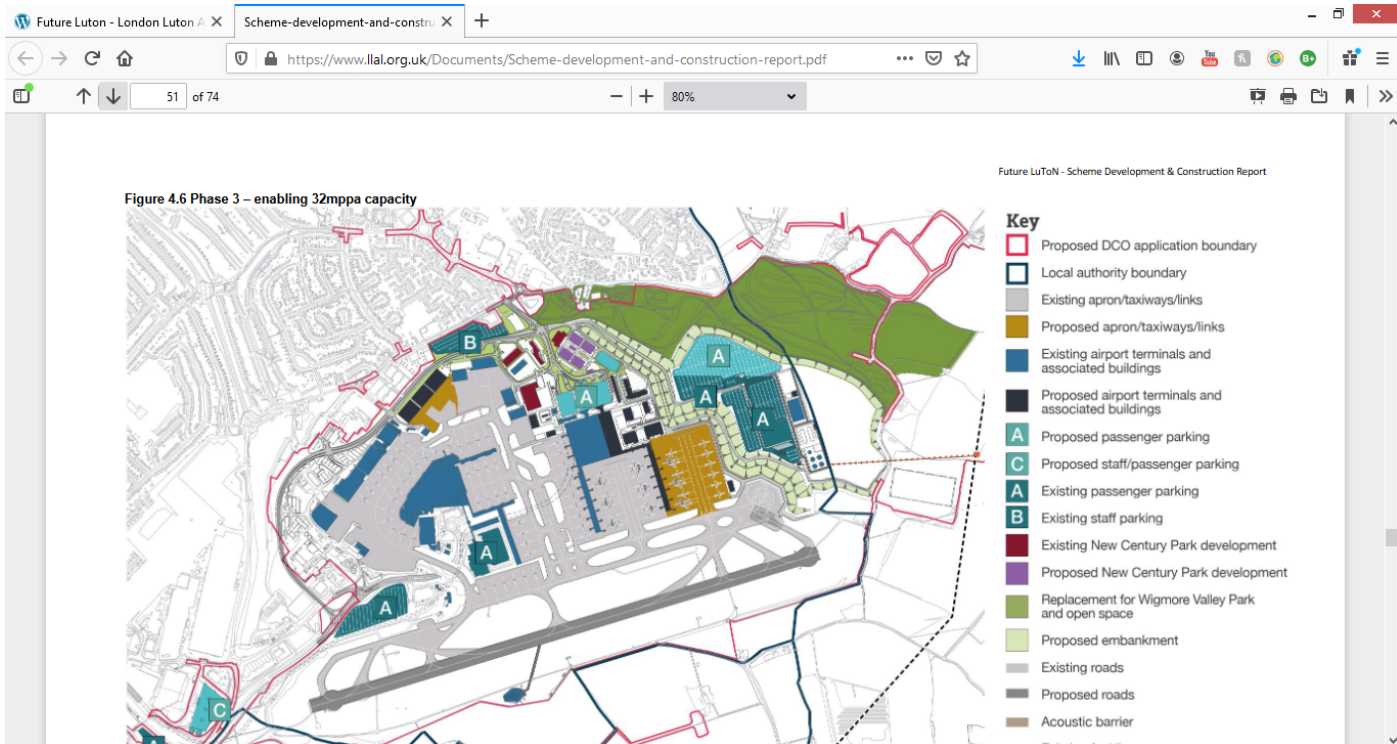 Future Luton - London Luton A
Scheme-development-and-constru
https://www.llal.org.uk/Documents/Scheme-development-and-construction-report.pdf
51 of 74
80%
Future LuToN - Scheme Development & Construction Report
Figure 4.6 Phase 3 – enabling 32mppa capacity
B
A
A
A
A
A
A
C
Key
Proposed DCO application boundary
Local authority boundary
Existing apron/taxiways/links
Proposed apron/taxiways/links
Existing airport terminals and
associated buildings
Proposed airport terminals and
associated buildings
A Proposed passenger parking
C Proposed staff/passenger parking
A Existing passenger parking
B Existing staff parking
Existing New Century Park development
Proposed New Century Park development
Replacement for Wigmore Valley Park
and open space
Proposed embankment
Existing roads
Proposed roads
Acoustic barrier